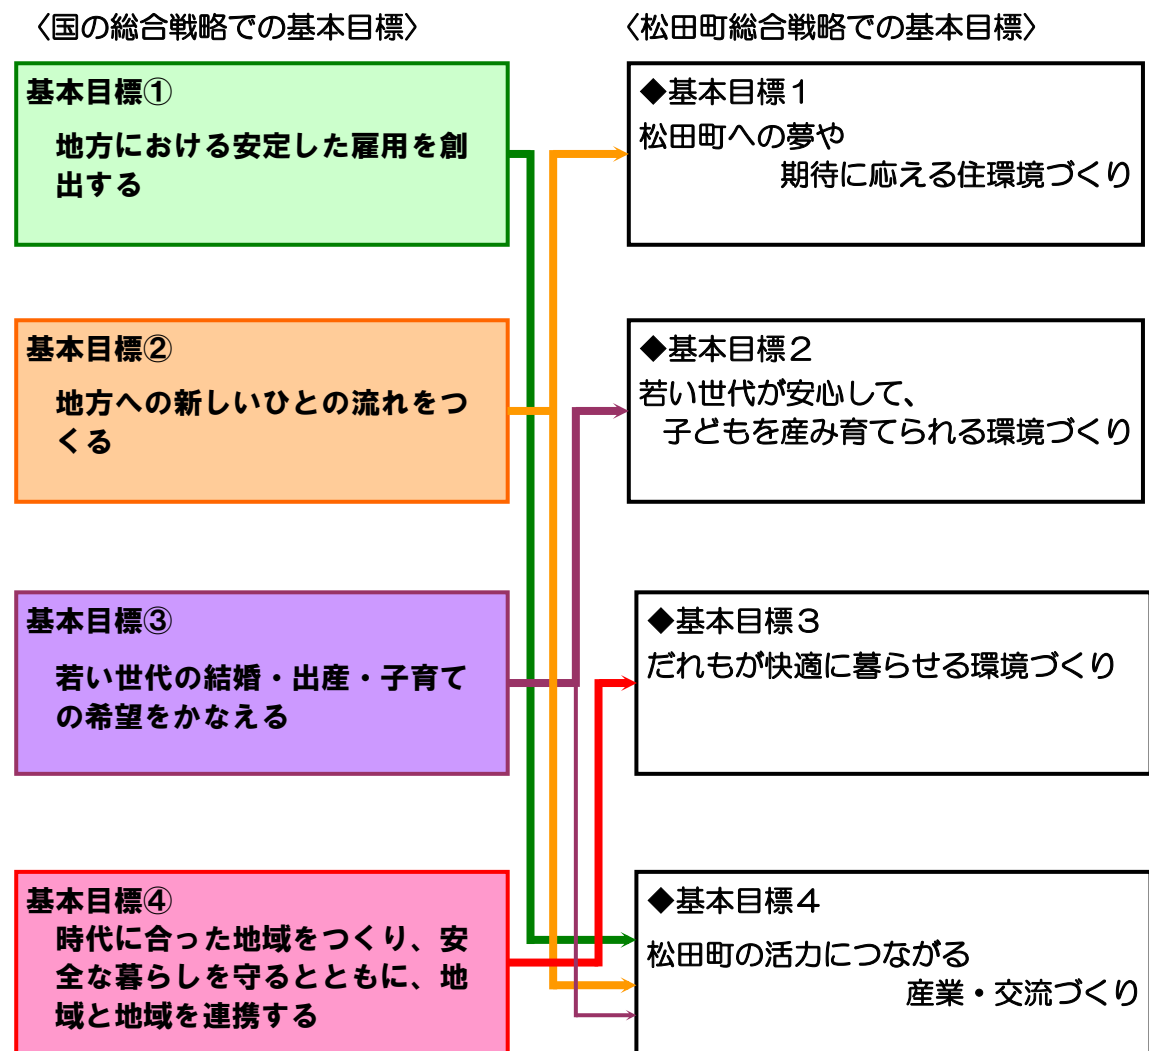 〈国の総合戦略での基本目標〉
基本目標①
地方における安定した雇用を創
出する
基本目標②
地方への新しいひとの流れをつ
くる
基本目標③
若い世代の結婚・出産・子育て
の希望をかなえる
基本目標④
時代に合った地域をつくり、安
全な暮らしを守るとともに、地
域と地域を連携する
〈松田町総合戦略での基本目標〉
◆基本目標１
松田町への夢や
期待に応える住環境づくり
◆基本目標２
若い世代が安心して、
子どもを産み育てられる環境づくり
◆基本目標３
だれもが快適に暮らせる環境づくり
◆基本目標４
松田町の活力につながる
産業・交流づくり